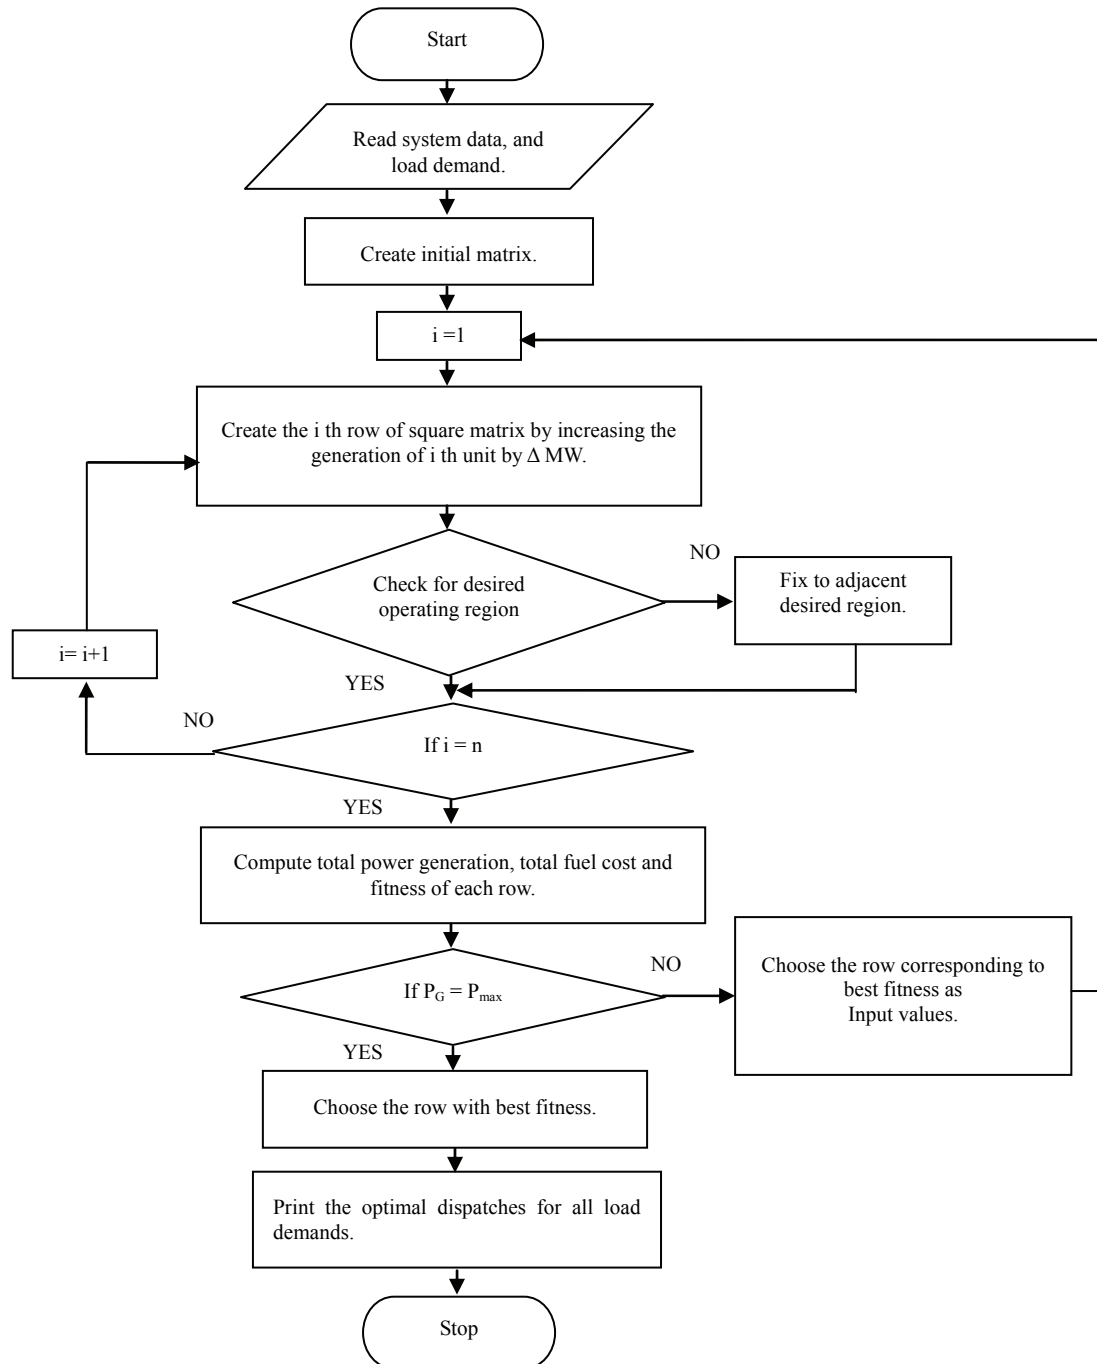 Start
Read system data, and
load demand.
Create initial matrix.
i =1
Create the i th row of square matrix by increasing the
generation of i th unit by Δ MW.
NO
Check for desired
operating region
Fix to adjacent
desired region.
i= i+1
YES
NO
If i = n
YES
Compute total power generation, total fuel cost and
fitness of each row.
NO
If PG = Pmax
Choose the row corresponding to
best fitness as
Input values.
YES
Choose the row with best fitness.
Print the optimal dispatches for all load
demands.
Stop